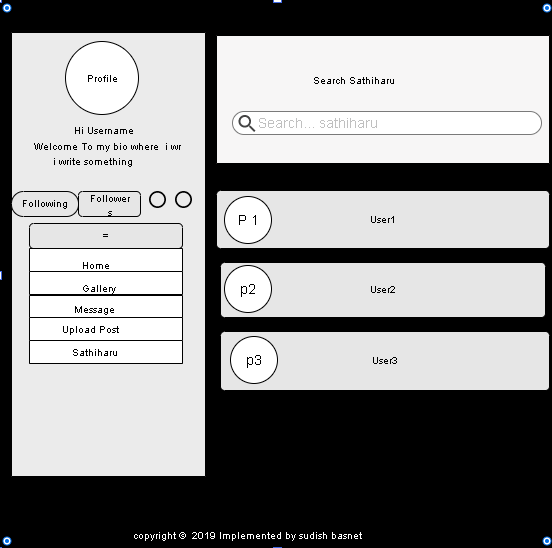 Profile
Hi Username
Welcome To my bio where i wr
i write something
Following
Follower
s
=
Home
Gallery
Message
Upload Post
Sathiharu
Search Sathiharu
Search... sathiharu
P 1
User1
p2
User2
p3
User3
copyright © 2019 Implemented by sudish basnet